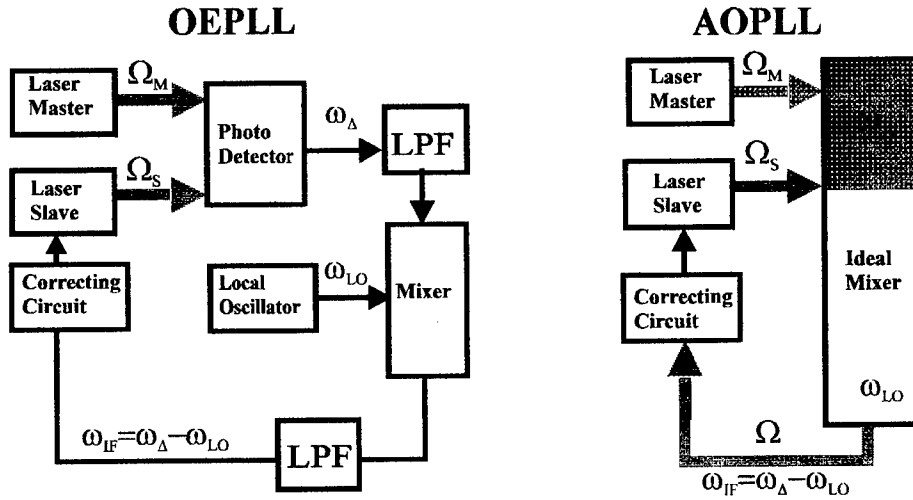 OEPLL
Laser
Master
Ω_M
Photo
Detector
ω_Δ
LPF
Laser
Slave
Ω_S
Correcting
Circuit
Local
Oscillator
ω_LO
Mixer
ω_IF=ω_Δ−ω_LO
LPF
AOPLL
Laser
Master
Ω_M
Laser
Slave
Ω_S
Ideal
Mixer
Correcting
Circuit
ω_LO
Ω
ω_IF=ω_Δ−ω_LO